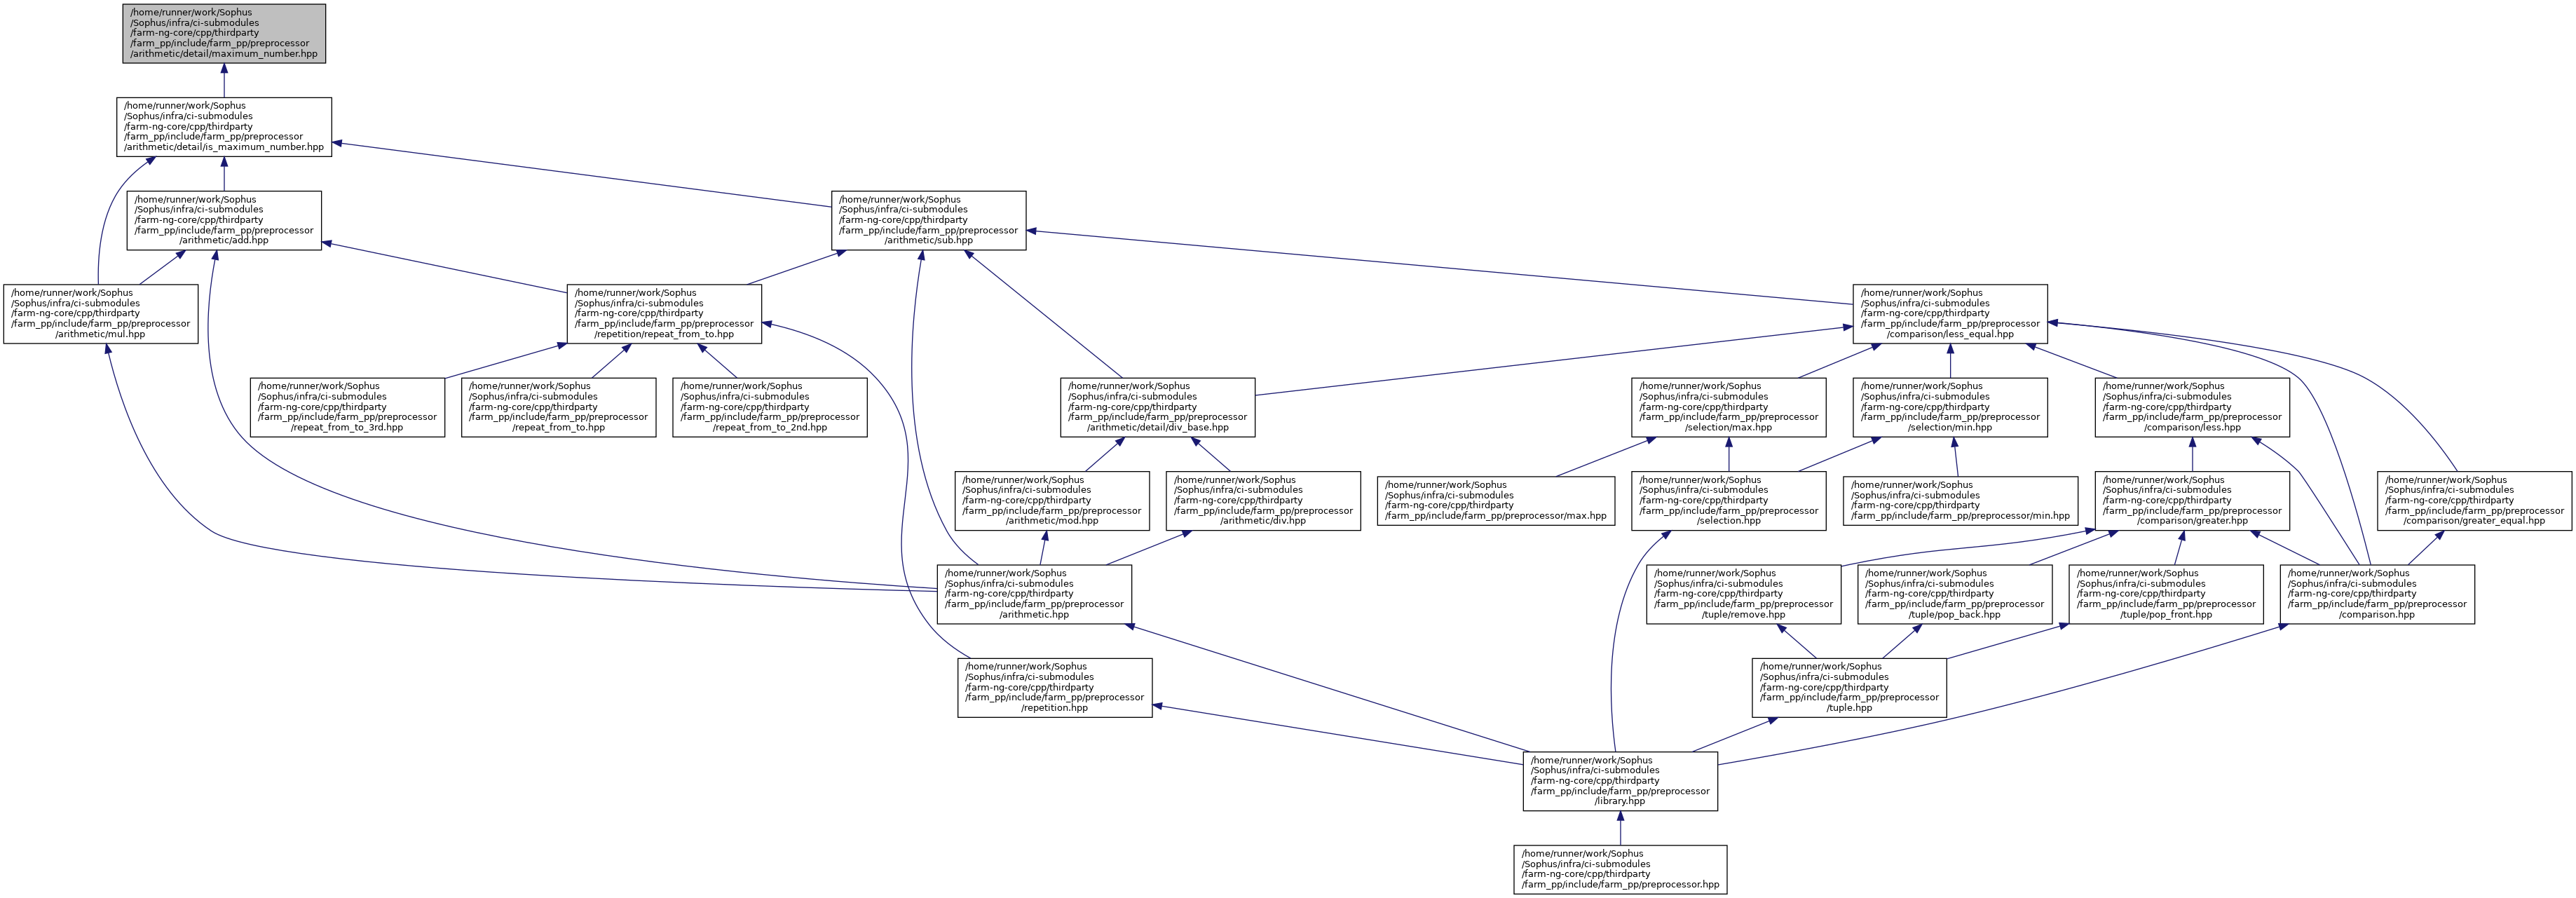 /home/runner/work/Sophus
/Sophus/infra/ci-submodules
/farm-ng-core/cpp/thirdparty
/farm_pp/include/farm_pp/preprocessor
/arithmetic/detail/maximum_number.hpp
/home/runner/work/Sophus
/Sophus/infra/ci-submodules
/farm-ng-core/cpp/thirdparty
/farm_pp/include/farm_pp/preprocessor
/arithmetic/detail/is_maximum_number.hpp
/home/runner/work/Sophus
/Sophus/infra/ci-submodules
/farm-ng-core/cpp/thirdparty
/farm_pp/include/farm_pp/preprocessor
/arithmetic/add.hpp
/home/runner/work/Sophus
/Sophus/infra/ci-submodules
/farm-ng-core/cpp/thirdparty
/farm_pp/include/farm_pp/preprocessor
/arithmetic/sub.hpp
/home/runner/work/Sophus
/Sophus/infra/ci-submodules
/farm-ng-core/cpp/thirdparty
/farm_pp/include/farm_pp/preprocessor
/arithmetic/mul.hpp
/home/runner/work/Sophus
/Sophus/infra/ci-submodules
/farm-ng-core/cpp/thirdparty
/farm_pp/include/farm_pp/preprocessor
/repetition/repeat_from_to.hpp
/home/runner/work/Sophus
/Sophus/infra/ci-submodules
/farm-ng-core/cpp/thirdparty
/farm_pp/include/farm_pp/preprocessor
/comparison/less_equal.hpp
/home/runner/work/Sophus
/Sophus/infra/ci-submodules
/farm-ng-core/cpp/thirdparty
/farm_pp/include/farm_pp/preprocessor
/repeat_from_to_3rd.hpp
/home/runner/work/Sophus
/Sophus/infra/ci-submodules
/farm-ng-core/cpp/thirdparty
/farm_pp/include/farm_pp/preprocessor
/repeat_from_to.hpp
/home/runner/work/Sophus
/Sophus/infra/ci-submodules
/farm-ng-core/cpp/thirdparty
/farm_pp/include/farm_pp/preprocessor
/repeat_from_to_2nd.hpp
/home/runner/work/Sophus
/Sophus/infra/ci-submodules
/farm-ng-core/cpp/thirdparty
/farm_pp/include/farm_pp/preprocessor
/arithmetic/detail/div_base.hpp
/home/runner/work/Sophus
/Sophus/infra/ci-submodules
/farm-ng-core/cpp/thirdparty
/farm_pp/include/farm_pp/preprocessor
/selection/max.hpp
/home/runner/work/Sophus
/Sophus/infra/ci-submodules
/farm-ng-core/cpp/thirdparty
/farm_pp/include/farm_pp/preprocessor
/selection/min.hpp
/home/runner/work/Sophus
/Sophus/infra/ci-submodules
/farm-ng-core/cpp/thirdparty
/farm_pp/include/farm_pp/preprocessor
/comparison/less.hpp
/home/runner/work/Sophus
/Sophus/infra/ci-submodules
/farm-ng-core/cpp/thirdparty
/farm_pp/include/farm_pp/preprocessor
/arithmetic/mod.hpp
/home/runner/work/Sophus
/Sophus/infra/ci-submodules
/farm-ng-core/cpp/thirdparty
/farm_pp/include/farm_pp/preprocessor
/arithmetic/div.hpp
/home/runner/work/Sophus
/Sophus/infra/ci-submodules
/farm-ng-core/cpp/thirdparty
/farm_pp/include/farm_pp/preprocessor/max.hpp
/home/runner/work/Sophus
/Sophus/infra/ci-submodules
/farm-ng-core/cpp/thirdparty
/farm_pp/include/farm_pp/preprocessor
/selection.hpp
/home/runner/work/Sophus
/Sophus/infra/ci-submodules
/farm-ng-core/cpp/thirdparty
/farm_pp/include/farm_pp/preprocessor/min.hpp
/home/runner/work/Sophus
/Sophus/infra/ci-submodules
/farm-ng-core/cpp/thirdparty
/farm_pp/include/farm_pp/preprocessor
/comparison/greater.hpp
/home/runner/work/Sophus
/Sophus/infra/ci-submodules
/farm-ng-core/cpp/thirdparty
/farm_pp/include/farm_pp/preprocessor
/comparison/greater_equal.hpp
/home/runner/work/Sophus
/Sophus/infra/ci-submodules
/farm-ng-core/cpp/thirdparty
/farm_pp/include/farm_pp/preprocessor
/arithmetic.hpp
/home/runner/work/Sophus
/Sophus/infra/ci-submodules
/farm-ng-core/cpp/thirdparty
/farm_pp/include/farm_pp/preprocessor
/tuple/remove.hpp
/home/runner/work/Sophus
/Sophus/infra/ci-submodules
/farm-ng-core/cpp/thirdparty
/farm_pp/include/farm_pp/preprocessor
/tuple/pop_back.hpp
/home/runner/work/Sophus
/Sophus/infra/ci-submodules
/farm-ng-core/cpp/thirdparty
/farm_pp/include/farm_pp/preprocessor
/tuple/pop_front.hpp
/home/runner/work/Sophus
/Sophus/infra/ci-submodules
/farm-ng-core/cpp/thirdparty
/farm_pp/include/farm_pp/preprocessor
/comparison.hpp
/home/runner/work/Sophus
/Sophus/infra/ci-submodules
/farm-ng-core/cpp/thirdparty
/farm_pp/include/farm_pp/preprocessor
/repetition.hpp
/home/runner/work/Sophus
/Sophus/infra/ci-submodules
/farm-ng-core/cpp/thirdparty
/farm_pp/include/farm_pp/preprocessor
/tuple.hpp
/home/runner/work/Sophus
/Sophus/infra/ci-submodules
/farm-ng-core/cpp/thirdparty
/farm_pp/include/farm_pp/preprocessor
/library.hpp
/home/runner/work/Sophus
/Sophus/infra/ci-submodules
/farm-ng-core/cpp/thirdparty
/farm_pp/include/farm_pp/preprocessor.hpp